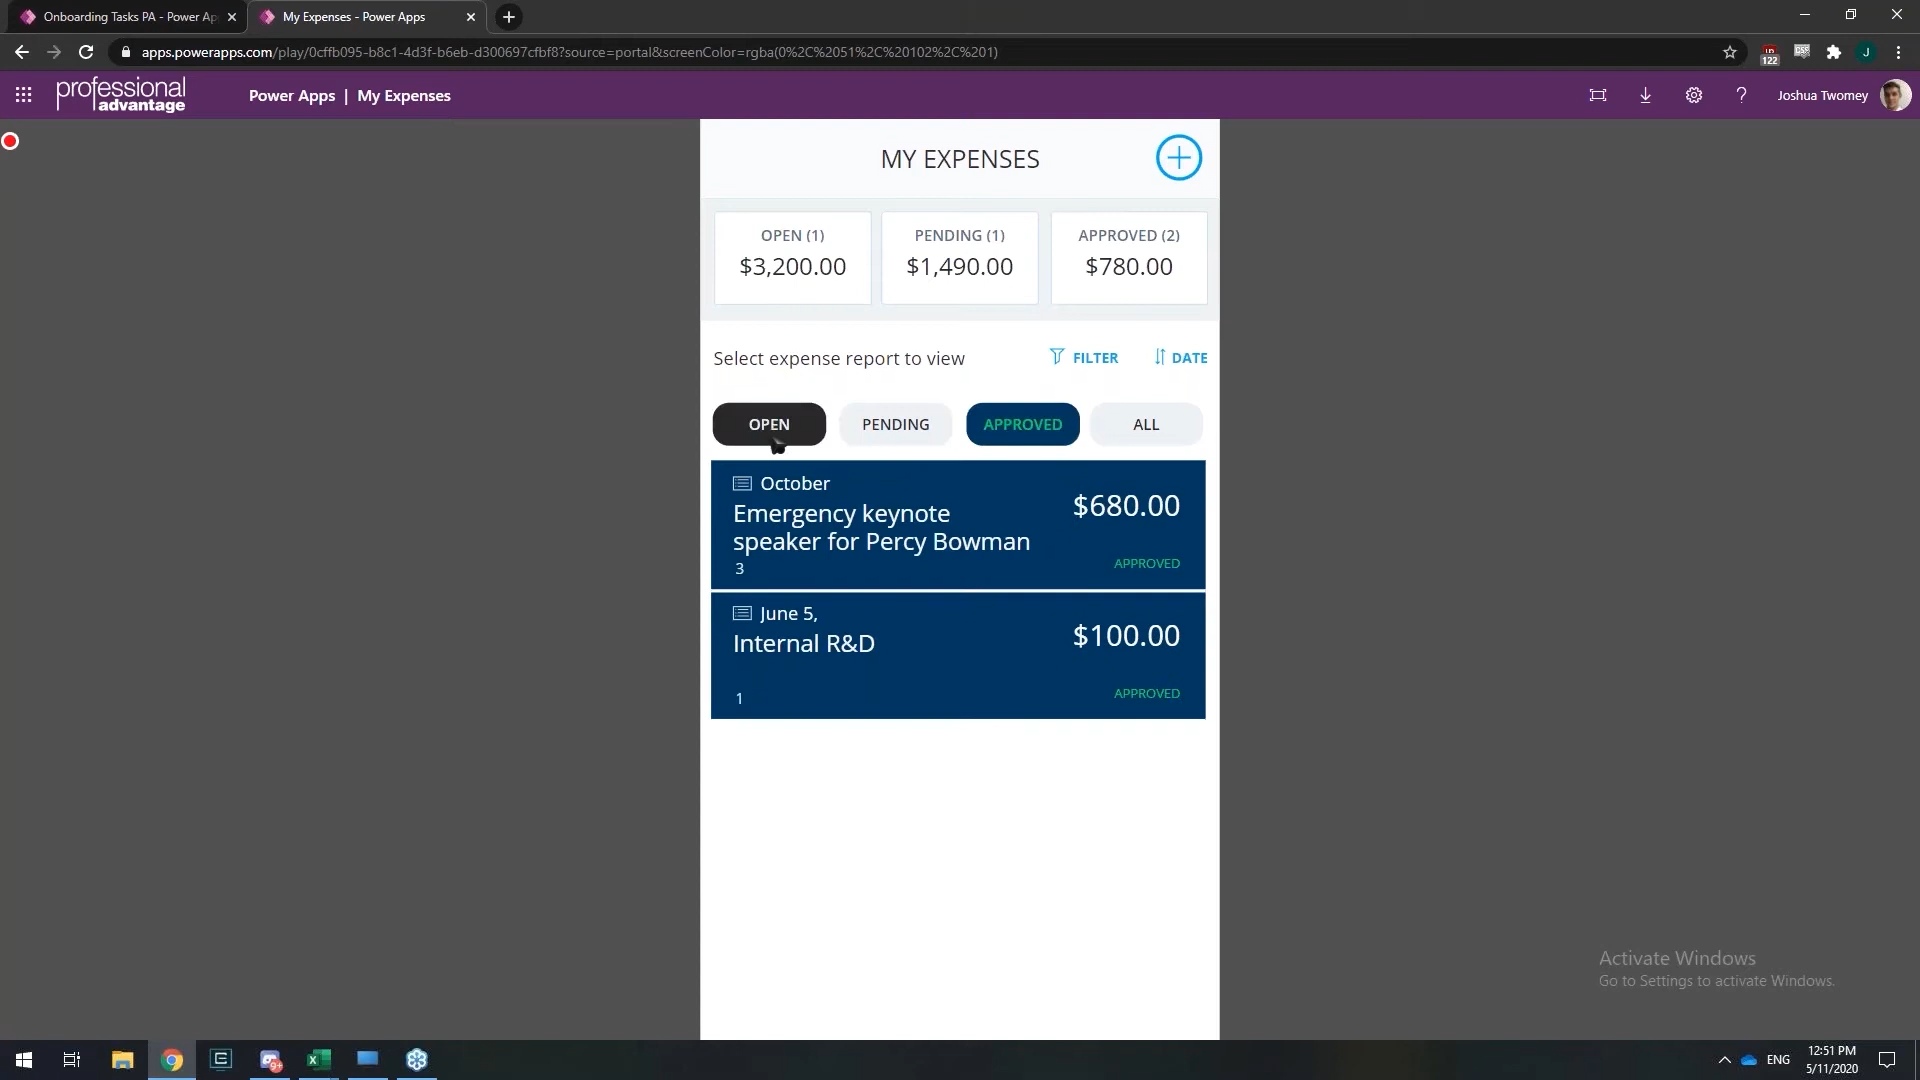 Onboarding Tasks PA - Power Ap
My Expenses - Power Apps
apps.powerapps.com/play/0cffb095-b8c1-4d3f-b6eb-d300697cfbf8?source=portal&screenColor=rgba(0%2C%2051%2C%20102%2C%201)
122
CSP
J
professional
advantage
Power Apps | My Expenses
?
Joshua Twomey
MY EXPENSES
OPEN (1)
$3,200.00
PENDING (1)
$1,490.00
APPROVED (2)
$780.00
Select expense report to view
FILTER
DATE
OPEN
PENDING
APPROVED
ALL
October
Emergency keynote
speaker for Percy Bowman
3
$680.00
APPROVED
June 5,
Internal R&D
1
$100.00
APPROVED
Activate Windows
Go to Settings to activate Windows.
9+
ENG
12:51 PM
5/11/2020